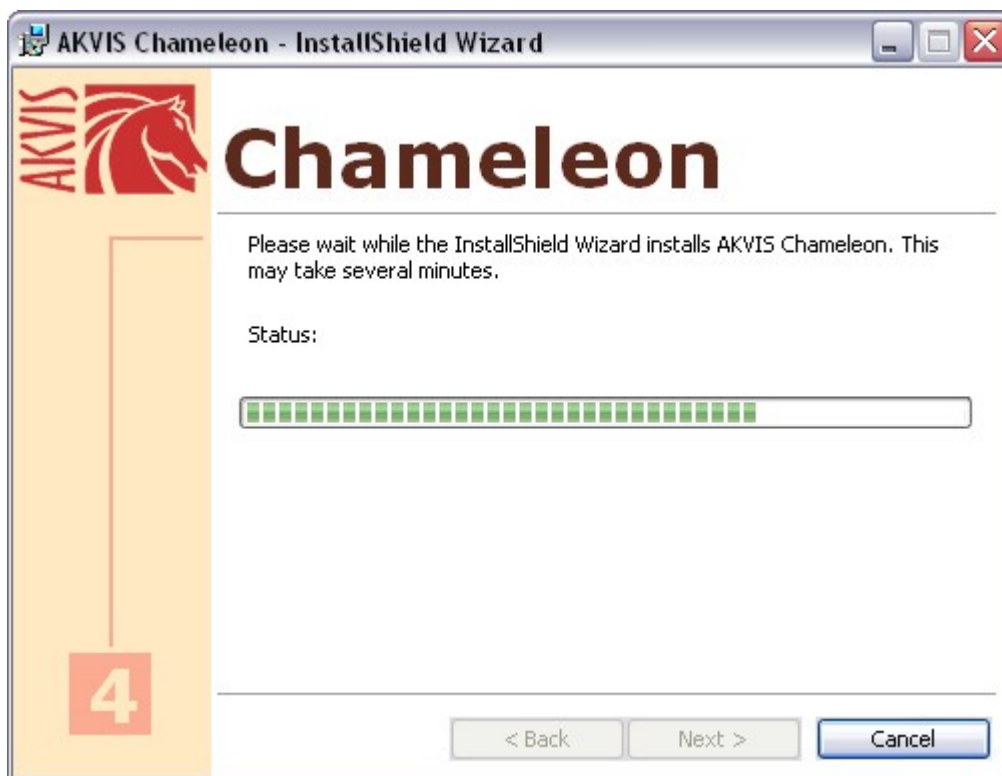 AKVIS Chameleon - InstallShield Wizard
AKVIS
Chameleon
Please wait while the InstallShield Wizard installs AKVIS Chameleon. This
may take several minutes.
Status:
4
< Back Next > Cancel